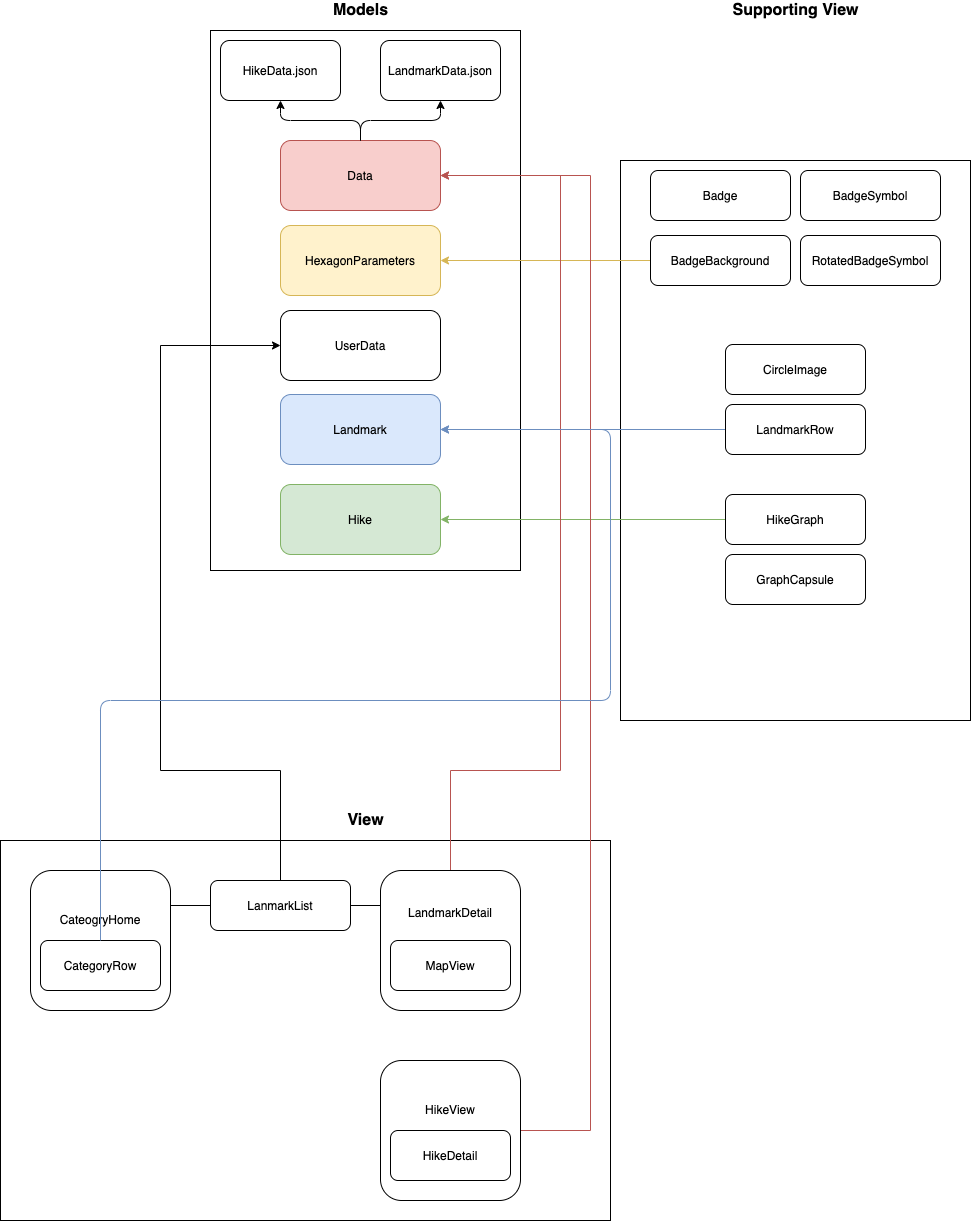 Models
Supporting View
HikeData.json
LandmarkData.json
Data
Badge
BadgeSymbol
HexagonParameters
BadgeBackground
RotatedBadgeSymbol
UserData
CircleImage
Landmark
LandmarkRow
Hike
HikeGraph
GraphCapsule
View
CateogryHome
LanmarkList
LandmarkDetail
CategoryRow
MapView
HikeView
HikeDetail